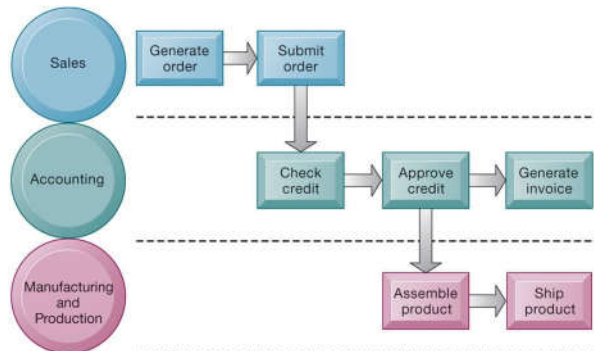 Sales
Generate
order
Submit
order
Accounting
Check
credit
Approve
credit
Generate
invoice
Manufacturing
and
Production
Assemble
product
Ship
product